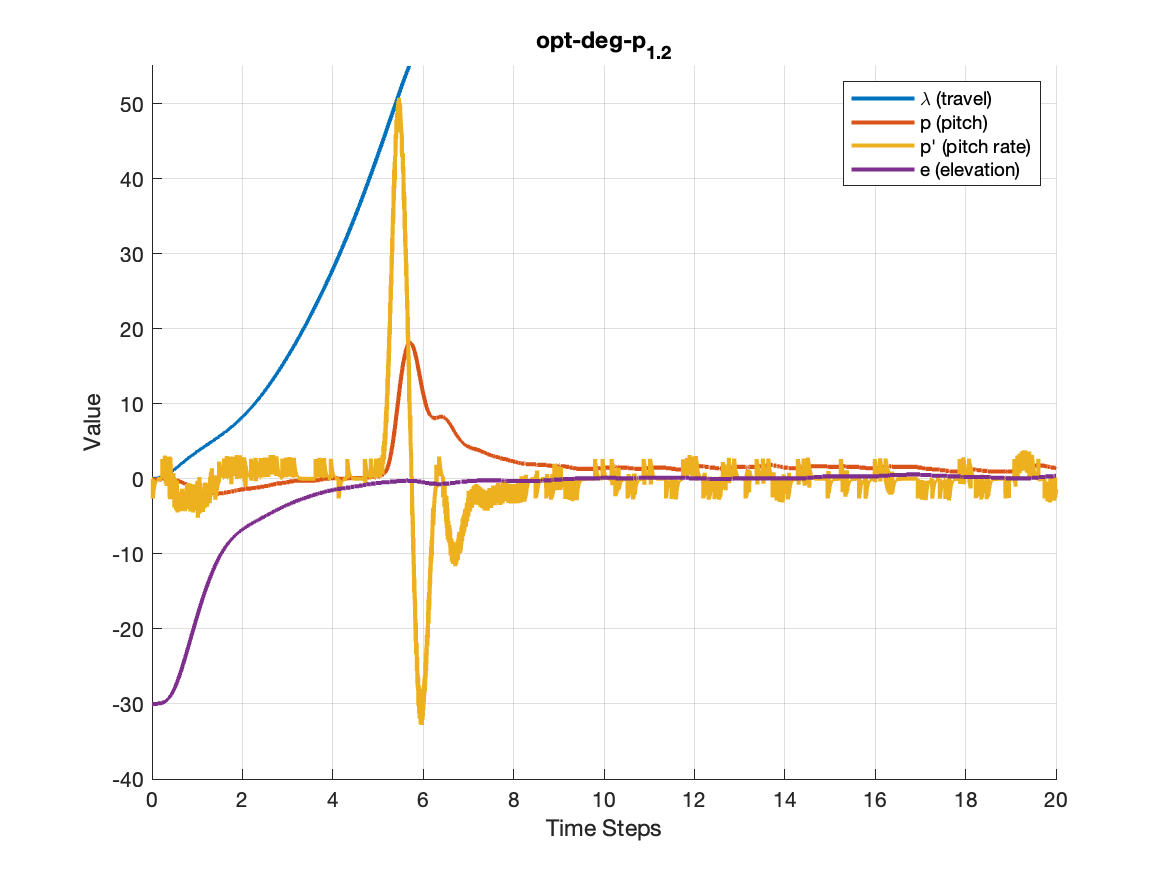 opt-deg-p1.2
λ (travel)
p (pitch)
p' (pitch rate)
e (elevation)
50
40
30
20
10
0
-10
-20
-30
-40
Value
0 2 4 6 8 10 12 14 16 18 20
Time Steps